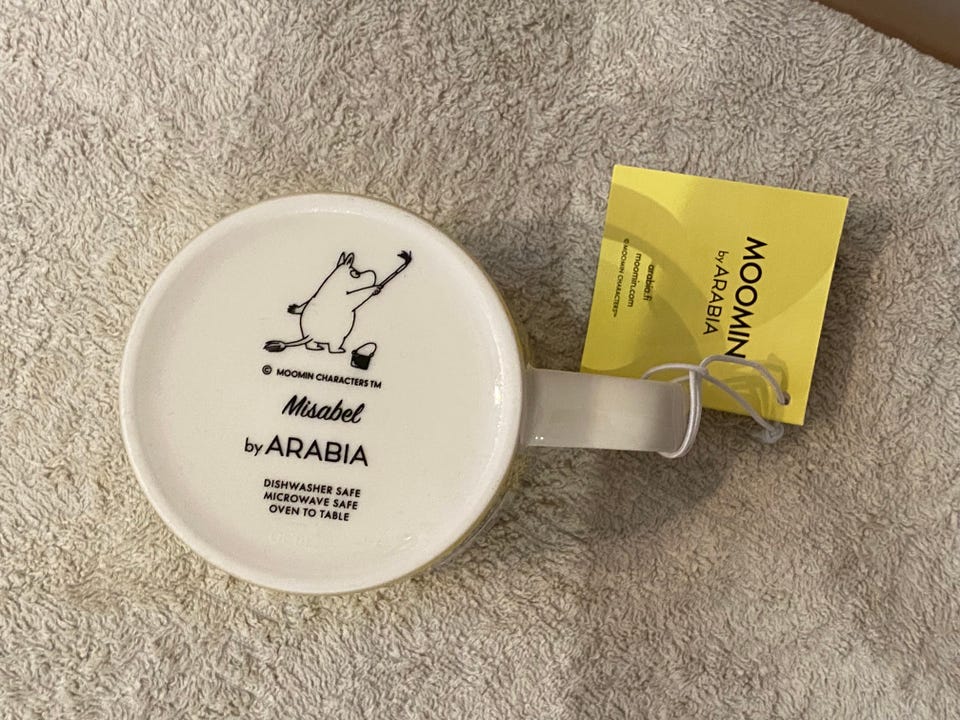 © MOOMIN CHARACTERS TM
Misabel
by ARABIA
DISHWASHER SAFE
MICROWAVE SAFE
OVEN TO TABLE
MOOMIN
by ARABIA
arabia.fi
moomin.com
© MOOMIN CHARACTERS™